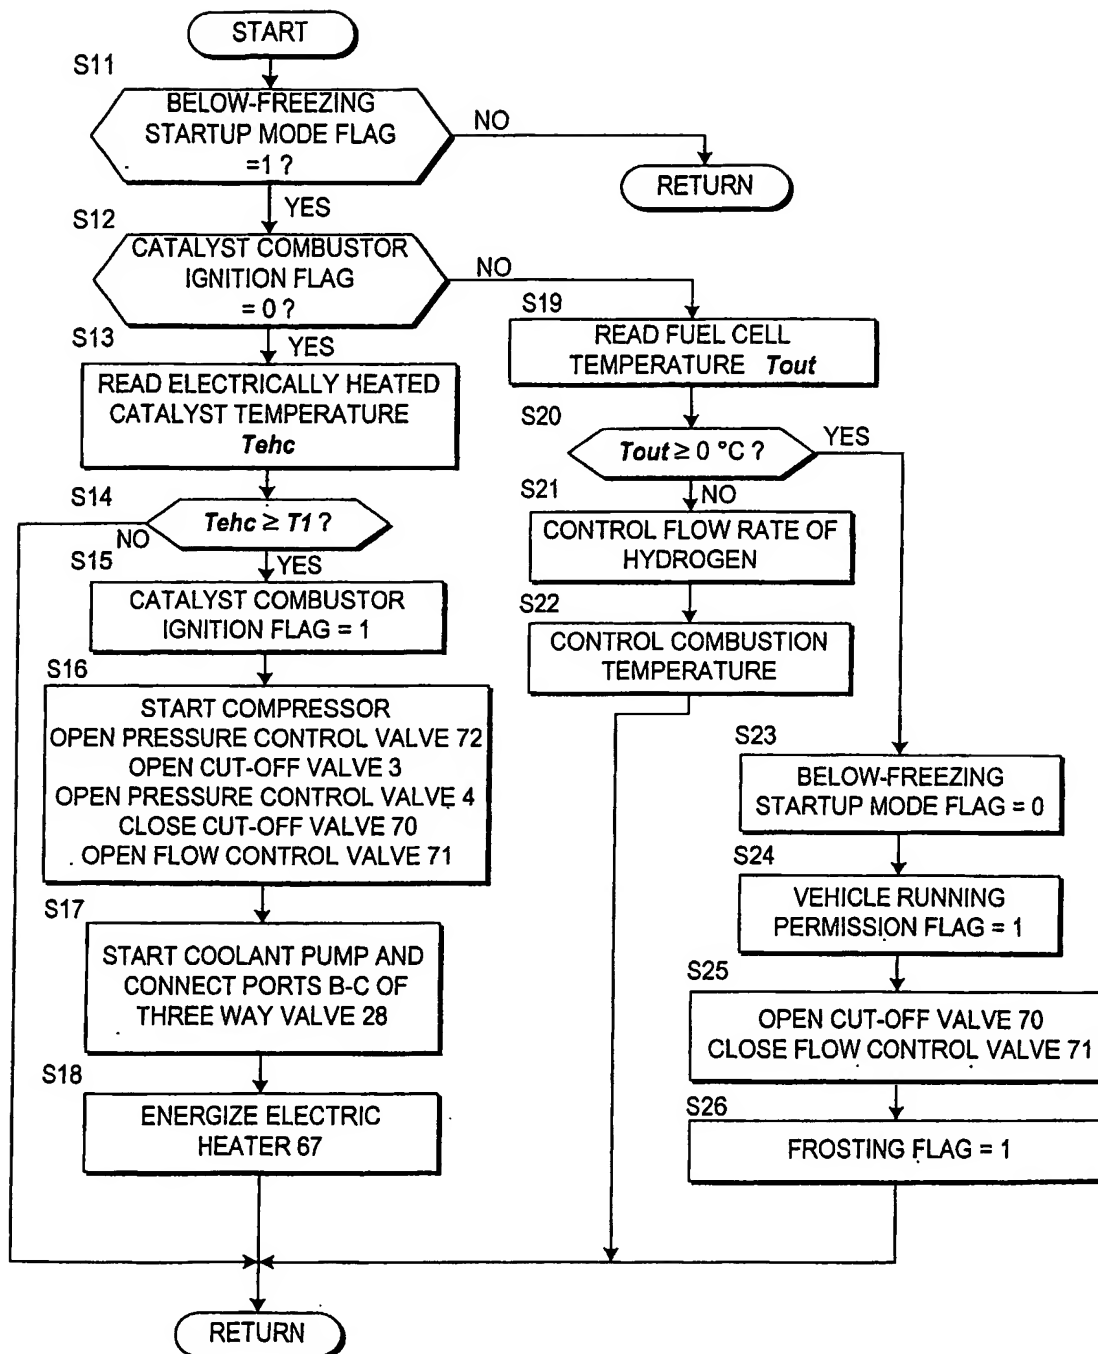 START
S11
BELOW-FREEZING
STARTUP MODE FLAG
=1 ?
NO
RETURN
YES
S12
CATALYST COMBUSTOR
IGNITION FLAG
= 0 ?
NO
YES
S13
READ ELECTRICALLY HEATED
CATALYST TEMPERATURE
Tehc
S14
Tehc ≥ T1 ?
NO
YES
S15
CATALYST COMBUSTOR
IGNITION FLAG = 1
S16
START COMPRESSOR
OPEN PRESSURE CONTROL VALVE 72
OPEN CUT-OFF VALVE 3
OPEN PRESSURE CONTROL VALVE 4
CLOSE CUT-OFF VALVE 70
OPEN FLOW CONTROL VALVE 71
S17
START COOLANT PUMP AND
CONNECT PORTS B-C OF
THREE WAY VALVE 28
S18
ENERGIZE ELECTRIC
HEATER 67
S19
READ FUEL CELL
TEMPERATURE Tout
S20
Tout ≥ 0 °C ?
YES
NO
S21
CONTROL FLOW RATE OF
HYDROGEN
S22
CONTROL COMBUSTION
TEMPERATURE
S23
BELOW-FREEZING
STARTUP MODE FLAG = 0
S24
VEHICLE RUNNING
PERMISSION FLAG = 1
S25
OPEN CUT-OFF VALVE 70
CLOSE FLOW CONTROL VALVE 71
S26
FROSTING FLAG = 1
RETURN